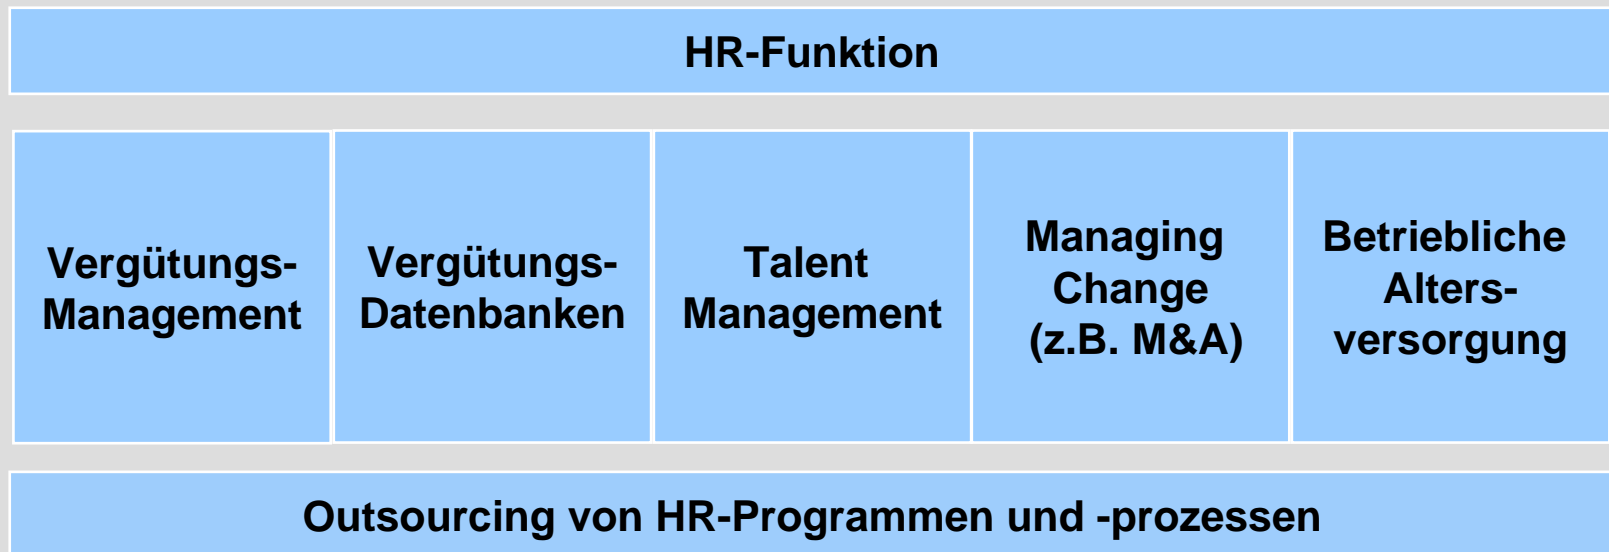 HR-Funktion
Vergütungs-
Management
Vergütungs-
Datenbanken
Talent
Management
Managing
Change
(z.B. M&A)
Betriebliche
Alters-
versorgung
Outsourcing von HR-Programmen und -prozessen